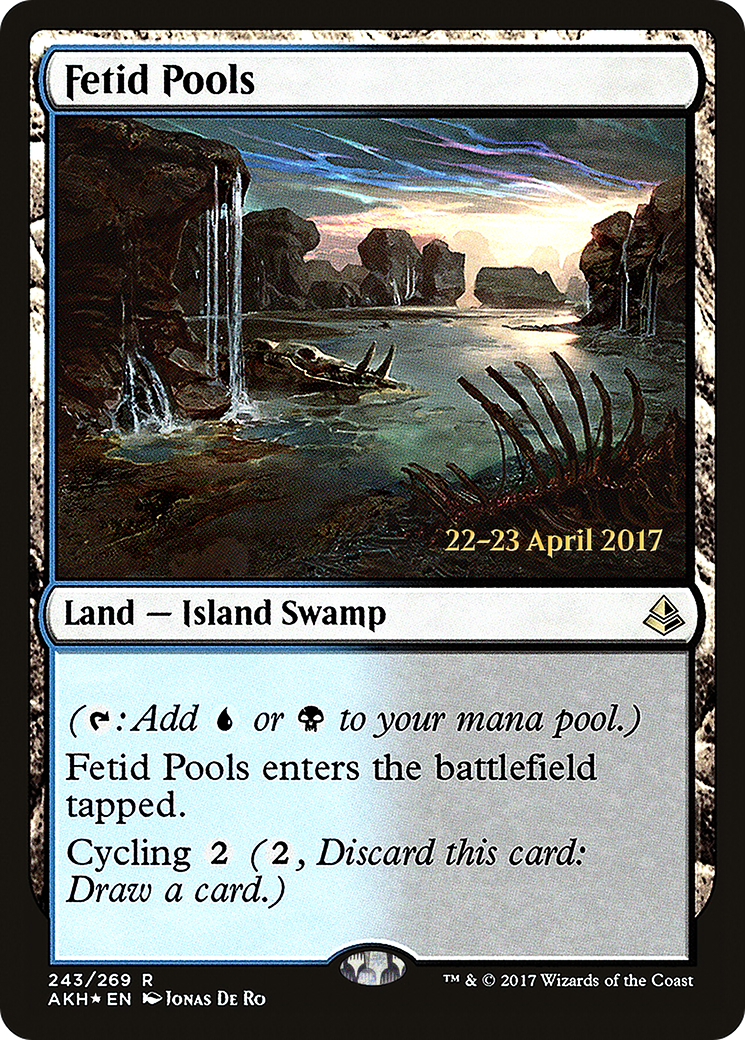 Fetid Pools
22–23 April 2017
Land — Island Swamp
( : Add or to your mana pool.)
Fetid Pools enters the battlefield
tapped.
Cycling 2 (2, Discard this card:
Draw a card.)
243/269 R
™ & © 2017 Wizards of the Coast
AKH★EN Jonas De Ro